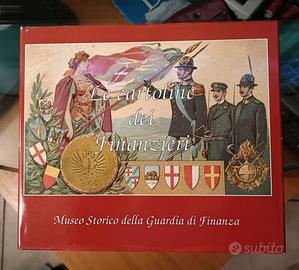 Le cartoline
dei
Finanzieri
Museo Storico della Guardia di Finanza
subito